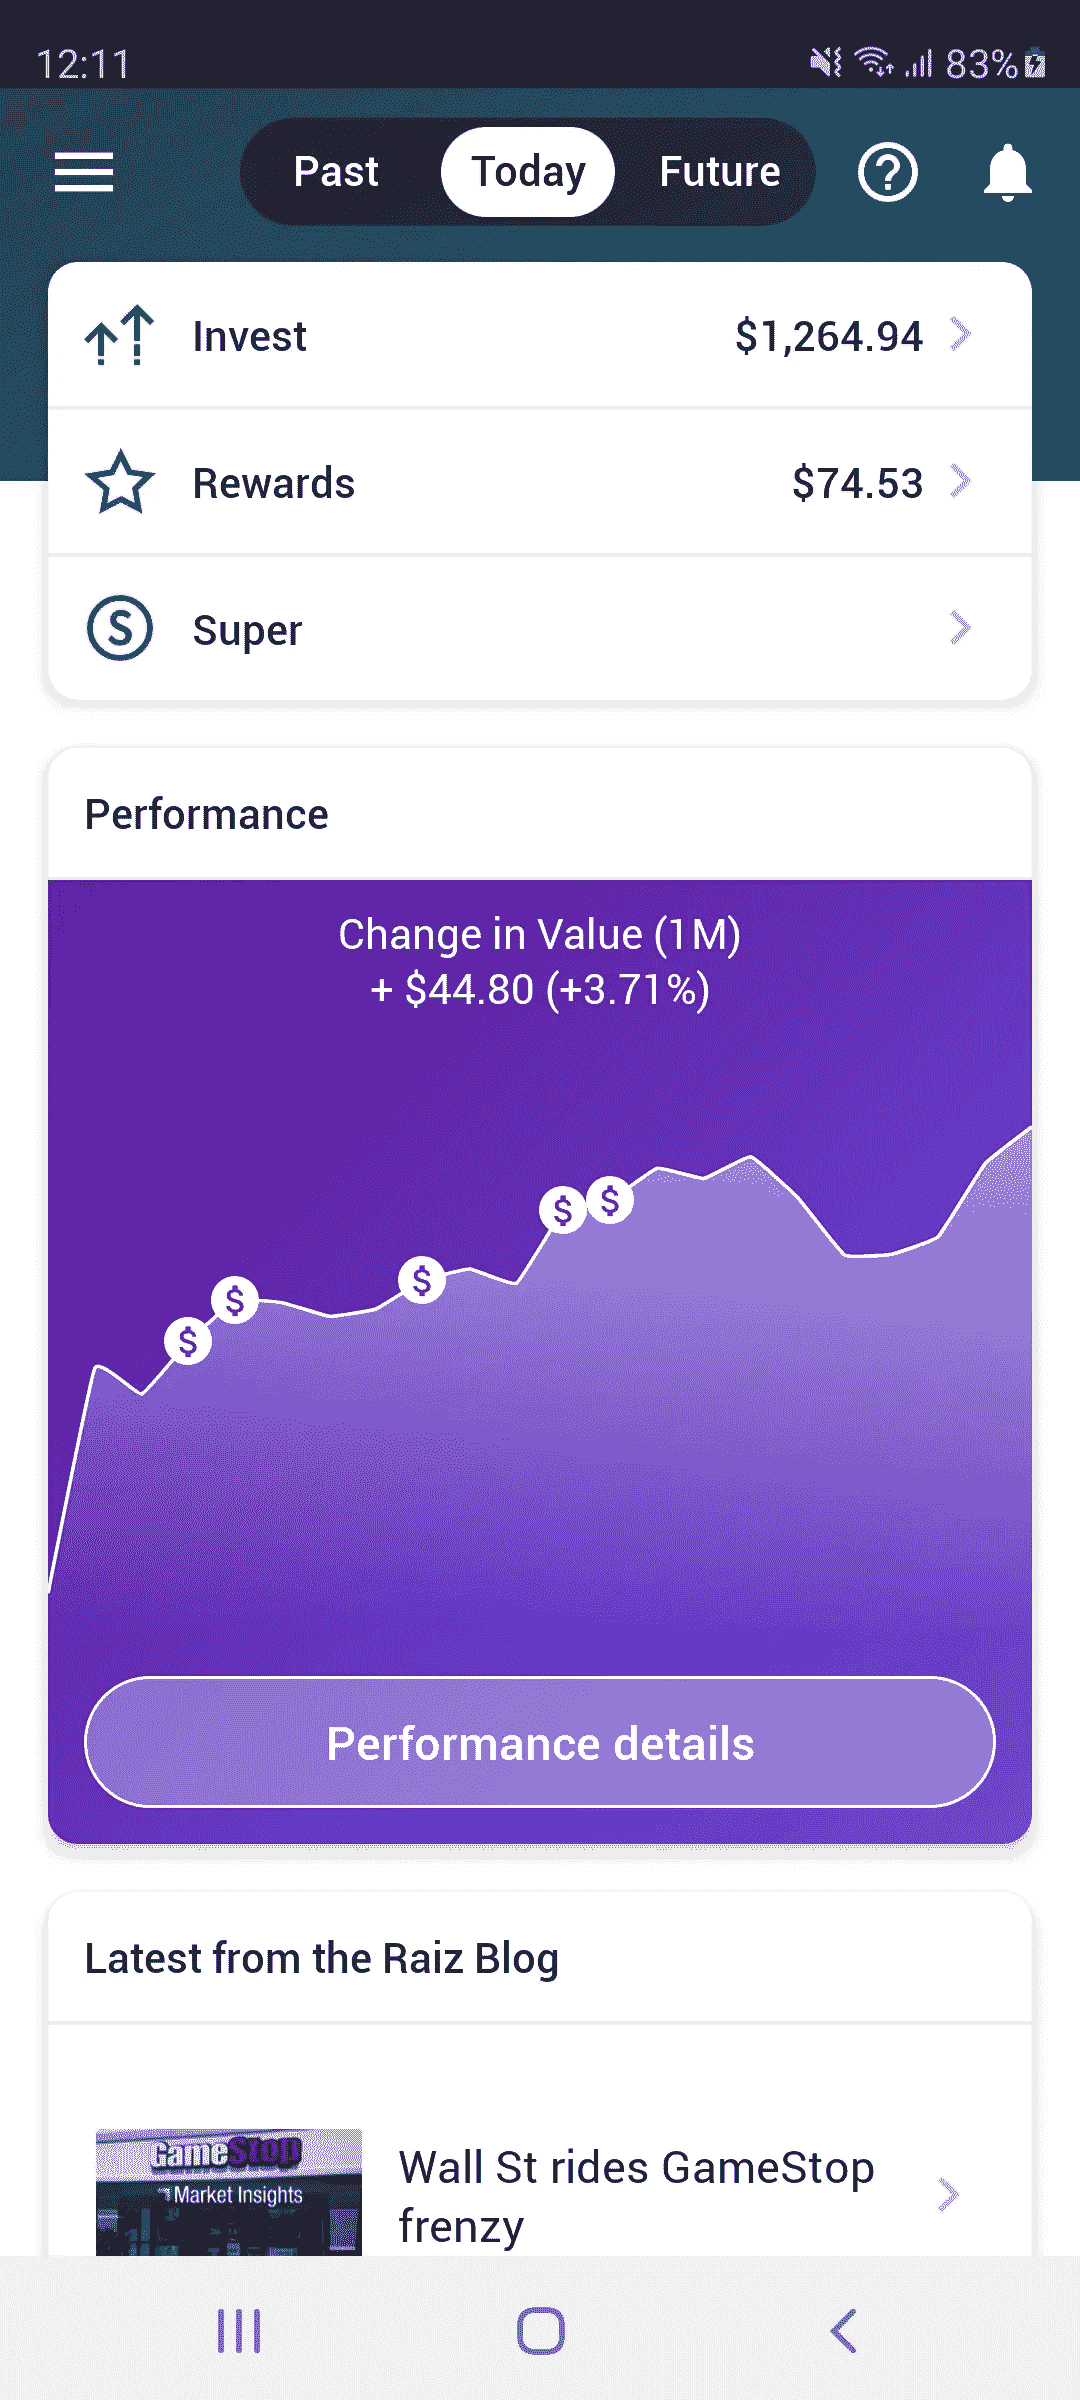 12:11 83%
Past Today Future
Invest $1,264.94
Rewards $74.53
Super
Performance
Change in Value (1M)
+ $44.80 (+3.71%)
$ $ $ $ $
Performance details
Latest from the Raiz Blog
GameStop
Market Insights
Wall St rides GameStop
frenzy